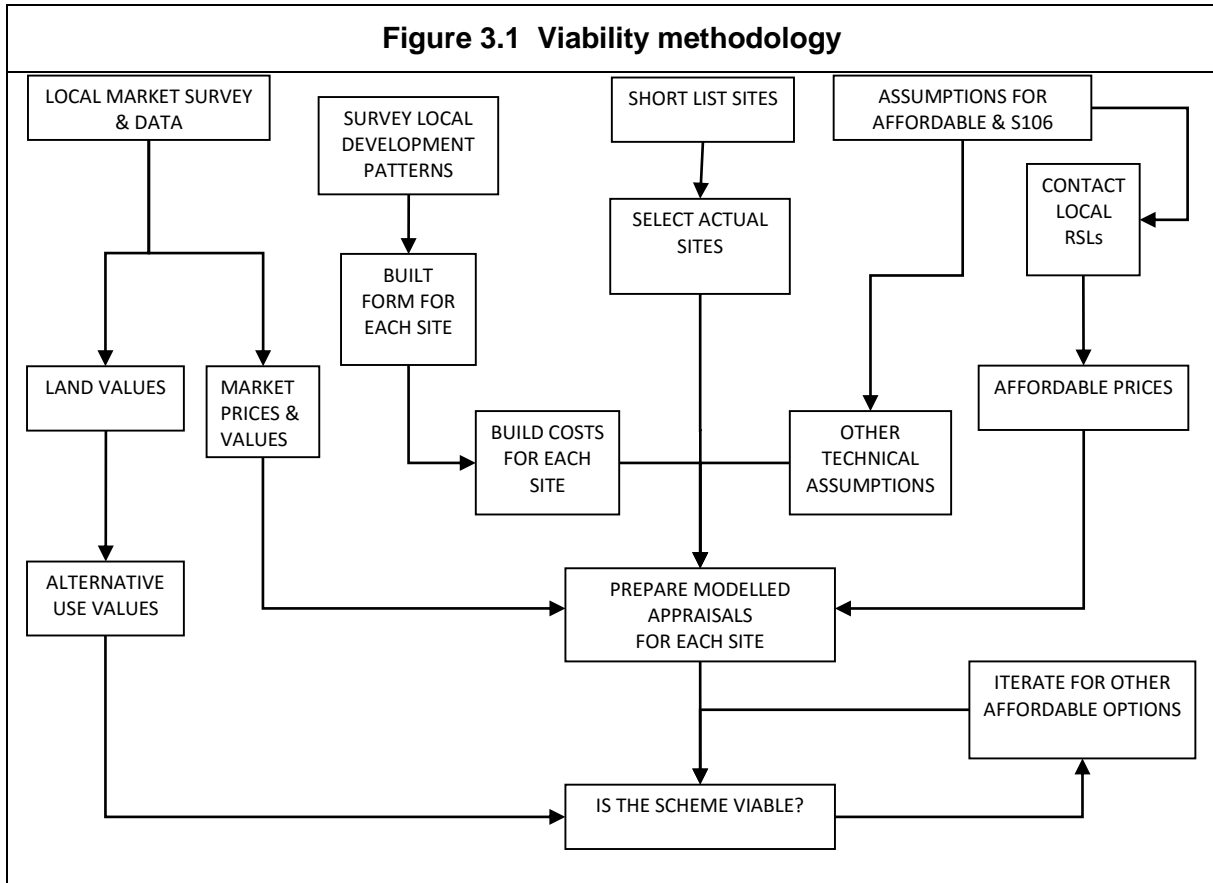 Figure 3.1 Viability methodology
LOCAL MARKET SURVEY
& DATA
SURVEY LOCAL
DEVELOPMENT
PATTERNS
SHORT LIST SITES
ASSUMPTIONS FOR
AFFORDABLE & S106
CONTACT
LOCAL
RSLs
SELECT ACTUAL
SITES
BUILT
FORM FOR
EACH SITE
LAND VALUES
MARKET
PRICES &
VALUES
AFFORDABLE PRICES
BUILD COSTS
FOR EACH
SITE
OTHER
TECHNICAL
ASSUMPTIONS
ALTERNATIVE
USE VALUES
PREPARE MODELLED
APPRAISALS
FOR EACH SITE
ITERATE FOR OTHER
AFFORDABLE OPTIONS
IS THE SCHEME VIABLE?